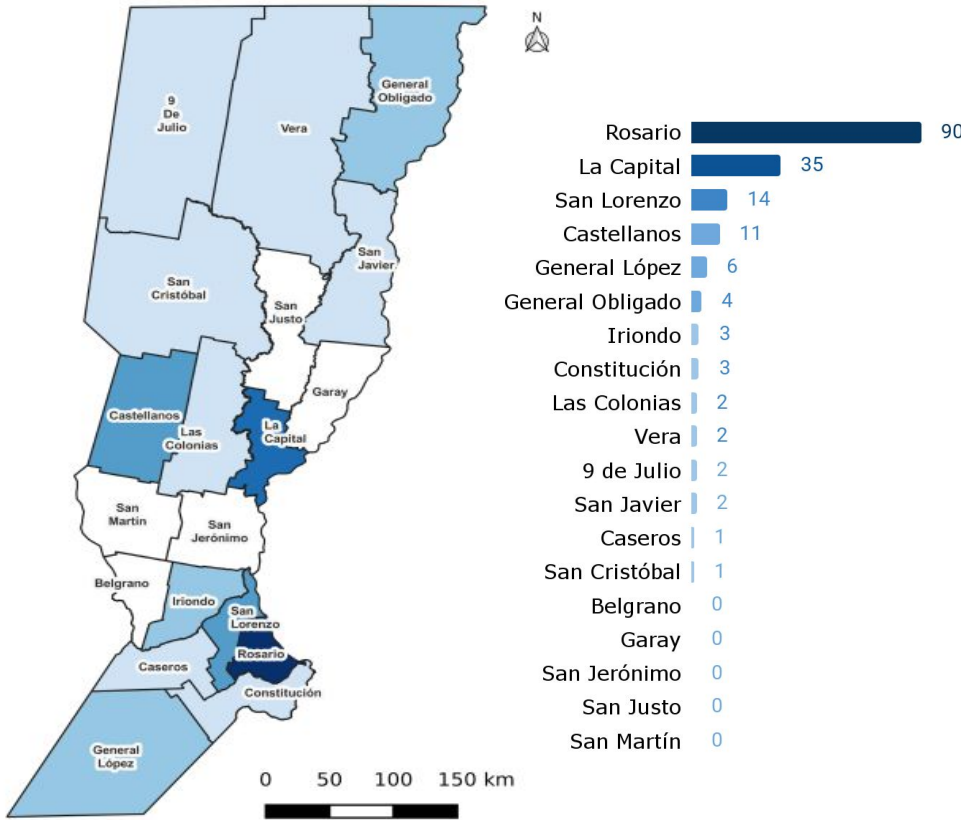 N
General
Obligado
9
De
Julio
Vera
San
Javier
San
Cristóbal
San
Justo
Garay
Castellanos
Las
Colonias
La
Capital
San
Martín
San
Jerónimo
Belgrano
Iriondo
San
Lorenzo
Rosario
Caseros
Constitución
General
López
0 50 100 150 km
Rosario 90
La Capital 35
San Lorenzo 14
Castellanos 11
General López 6
General Obligado 4
Iriondo 3
Constitución 3
Las Colonias 2
Vera 2
9 de Julio 2
San Javier 2
Caseros 1
San Cristóbal 1
Belgrano 0
Garay 0
San Jerónimo 0
San Justo 0
San Martín 0